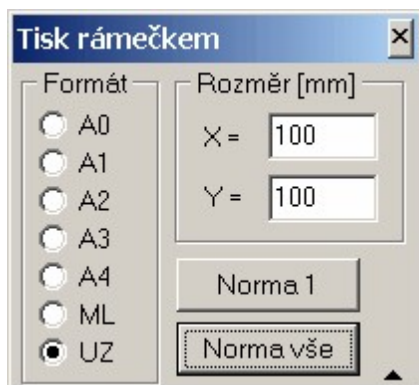 Tisk rámečkem
Formát
A0
A1
A2
A3
A4
ML
UZ
Rozměr [mm]
X = 100
Y = 100
Norma 1
Norma vše